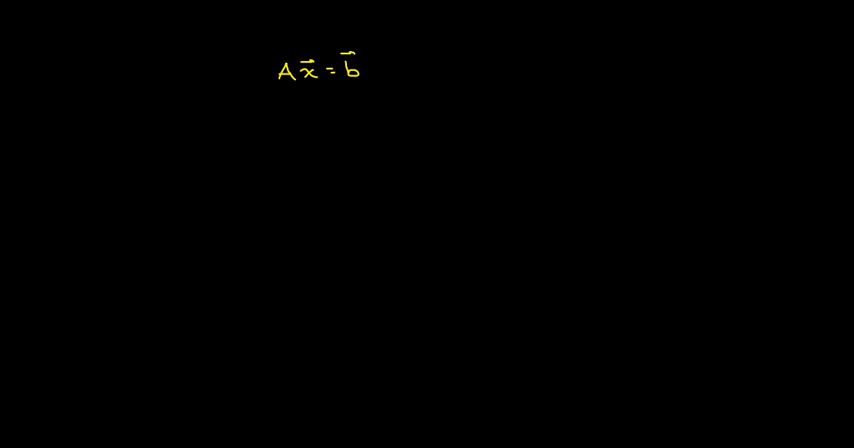 A x⃗ = b⃗